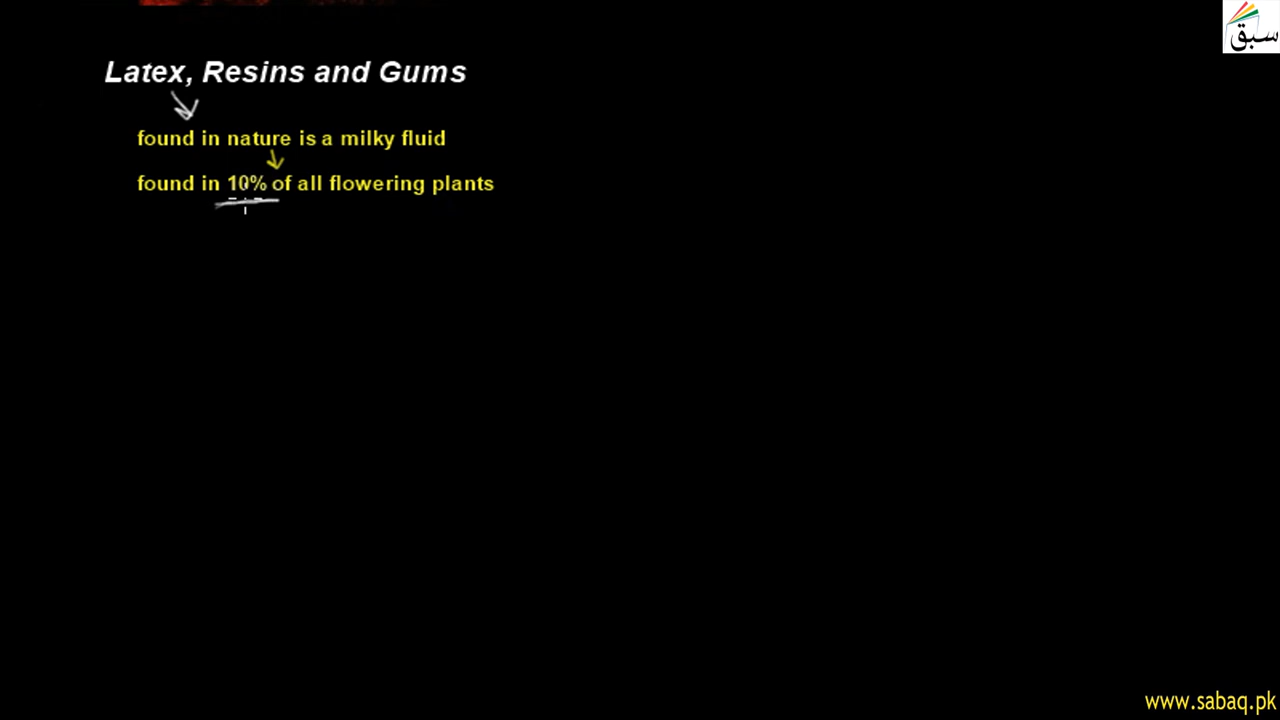 سبق
Latex, Resins and Gums
found in nature is a milky fluid
found in 10% of all flowering plants
www.sabaq.pk